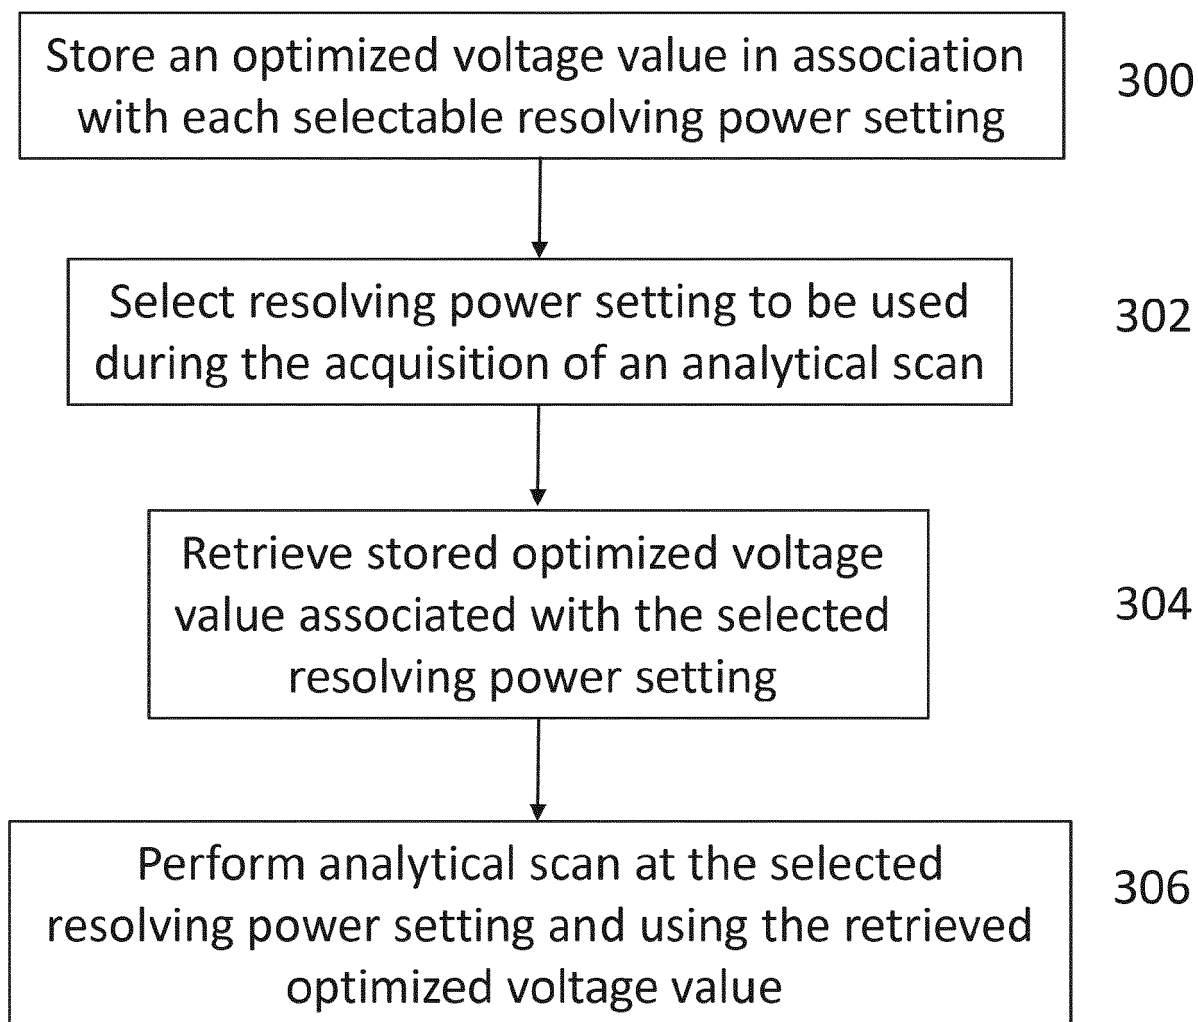 Store an optimized voltage value in association
with each selectable resolving power setting
300
Select resolving power setting to be used
during the acquisition of an analytical scan
302
Retrieve stored optimized voltage
value associated with the selected
resolving power setting
304
Perform analytical scan at the selected
resolving power setting and using the retrieved
optimized voltage value
306